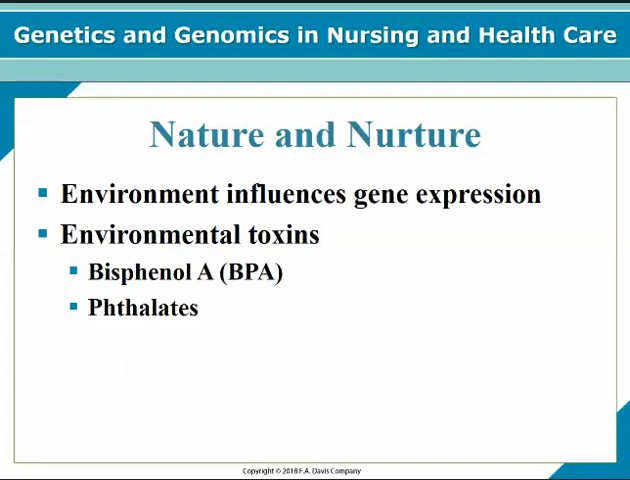 Genetics and Genomics in Nursing and Health Care
Nature and Nurture
Environment influences gene expression
Environmental toxins
Bisphenol A (BPA)
Phthalates
Copyright © 2018 F.A. Davis Company